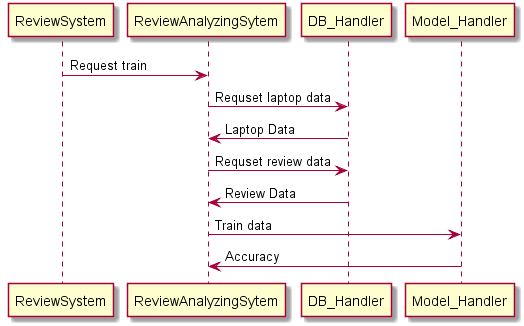 ReviewSystem ReviewAnalyzingSytem DB_Handler Model_Handler
Request train
Requset laptop data
Laptop Data
Requset review data
Review Data
Train data
Accuracy
ReviewSystem ReviewAnalyzingSytem DB_Handler Model_Handler